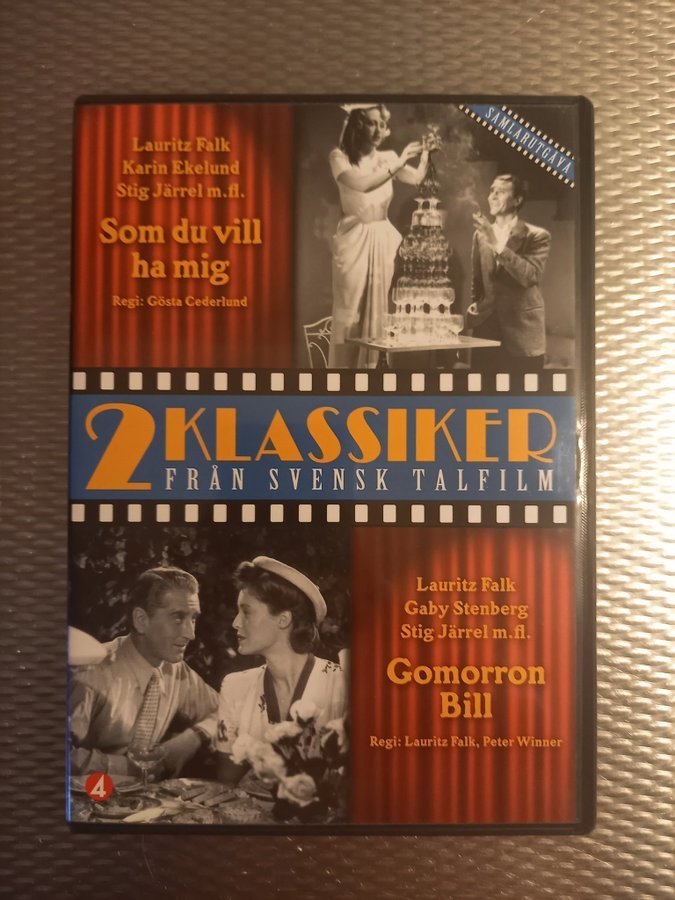 Lauritz Falk
Karin Ekelund
Stig Järrel m.fl.
Som du vill
ha mig
Regi: Gösta Cederlund
SAMLARUTGÅVA
2 KLASSIKER
FRÅN SVENSK TALFILM
Lauritz Falk
Gaby Stenberg
Stig Järrel m.fl.
Gomorron
Bill
Regi: Lauritz Falk, Peter Winner
4